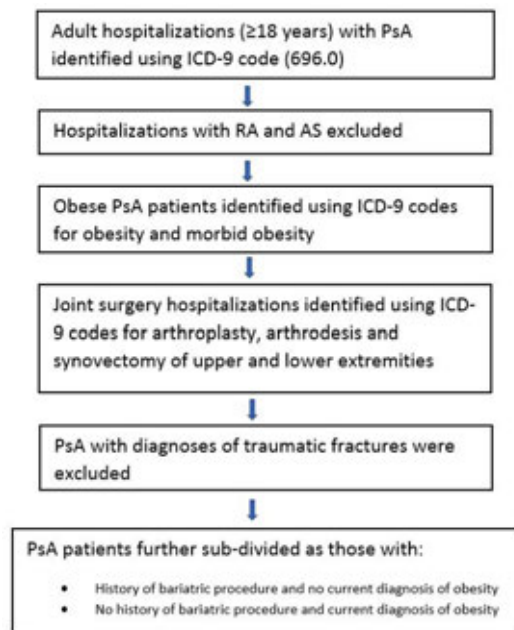 Adult hospitalizations (≥18 years) with PsA
identified using ICD-9 code (696.0)
Hospitalizations with RA and AS excluded
Obese PsA patients identified using ICD-9 codes
for obesity and morbid obesity
Joint surgery hospitalizations identified using ICD-
9 codes for arthroplasty, arthrodesis and
synovectomy of upper and lower extremities
PsA with diagnoses of traumatic fractures were
excluded
PsA patients further sub-divided as those with:
• History of bariatric procedure and no current diagnosis of obesity
• No history of bariatric procedure and current diagnosis of obesity